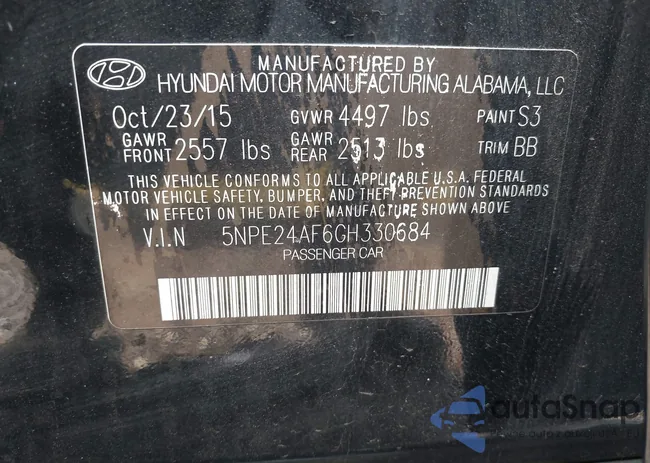 MANUFACTURED BY
HYUNDAI MOTOR MANUFACTURING ALABAMA, LLC
Oct/23/15 GVWR 4497 lbs PAINT S3
GAWR FRONT 2557 lbs GAWR REAR 2513 lbs TRIM BB
THIS VEHICLE CONFORMS TO ALL APPLICABLE U.S.A. FEDERAL
MOTOR VEHICLE SAFETY, BUMPER, AND THEFT PREVENTION STANDARDS
IN EFFECT ON THE DATE OF MANUFACTURE SHOWN ABOVE
V.I.N 5NPE24AF6GH330684
PASSENGER CAR
autoSnap